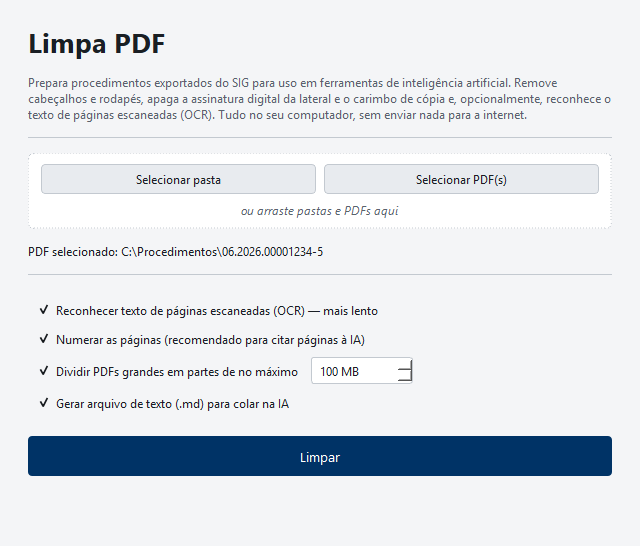 Limpa PDF
Prepara procedimentos exportados do SIG para uso em ferramentas de inteligência artificial. Remove
cabeçalhos e rodapés, apaga a assinatura digital da lateral e o carimbo de cópia e, opcionalmente, reconhece o
texto de páginas escaneadas (OCR). Tudo no seu computador, sem enviar nada para a internet.
Selecionar pasta
Selecionar PDF(s)
ou arraste pastas e PDFs aqui
PDF selecionado: C:\Procedimentos\06.2026.00001234-5
Reconhecer texto de páginas escaneadas (OCR) — mais lento
Numerar as páginas (recomendado para citar páginas à IA)
Dividir PDFs grandes em partes de no máximo 100 MB
Gerar arquivo de texto (.md) para colar na IA
Limpar